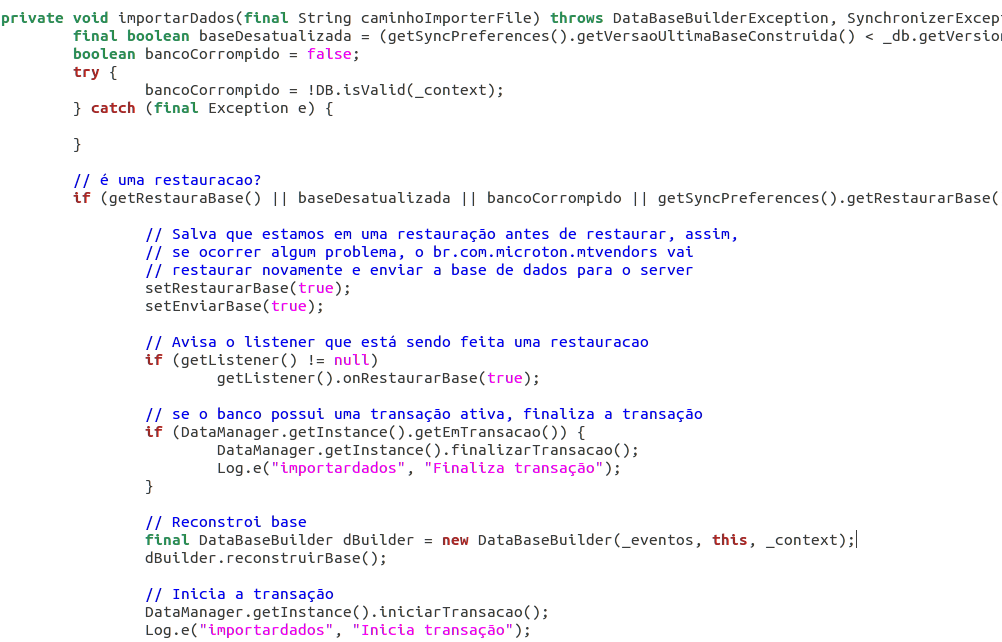 private void importarDados(final String caminhoImporterFile) throws DataBaseBuilderException, SynchronizerExcep
final boolean baseDesatualizada = (getSyncPreferences().getVersaoUltimaBaseConstruida() < _db.getVersion
boolean bancoCorrompido = false;
try {
bancoCorrompido = !DB.isValid(_context);
} catch (final Exception e) {
}
// é uma restauracao?
if (getRestauraBase() || baseDesatualizada || bancoCorrompido || getSyncPreferences().getRestaurarBase(
// Salva que estamos em uma restauração antes de restaurar, assim,
// se ocorrer algum problema, o br.com.microton.mtvendors vai
// restaurar novamente e enviar a base de dados para o server
setRestaurarBase(true);
setEnviarBase(true);
// Avisa o listener que está sendo feita uma restauracao
if (getListener() != null)
getListener().onRestaurarBase(true);
// se o banco possui uma transação ativa, finaliza a transação
if (DataManager.getInstance().getEmTransacao()) {
DataManager.getInstance().finalizarTransacao();
Log.e("importardados", "Finaliza transação");
}
// Reconstroi base
final DataBaseBuilder dBuilder = new DataBaseBuilder(_eventos, this, _context);
dBuilder.reconstruirBase();
// Inicia a transação
DataManager.getInstance().iniciarTransacao();
Log.e("importardados", "Inicia transação");